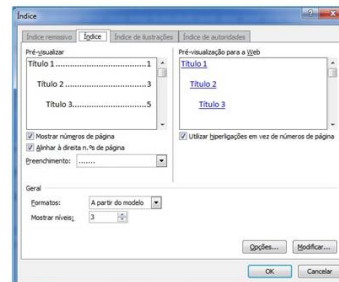 Índice
Índice remissivo Índice Índice de ilustrações Índice de autoridades
Pré-visualizar
Título 1..............................1
Título 2..........................3
Título 3.......................5
Pré-visualização para a Web
Título 1
Título 2
Título 3
Mostrar números de página
Alinhar à direita n.ºs de página
Preenchimento: .......
Utilizar hiperligações em vez de números de página
Geral
Formatos: A partir do modelo
Mostrar níveis: 3
Opções... Modificar...
OK Cancelar